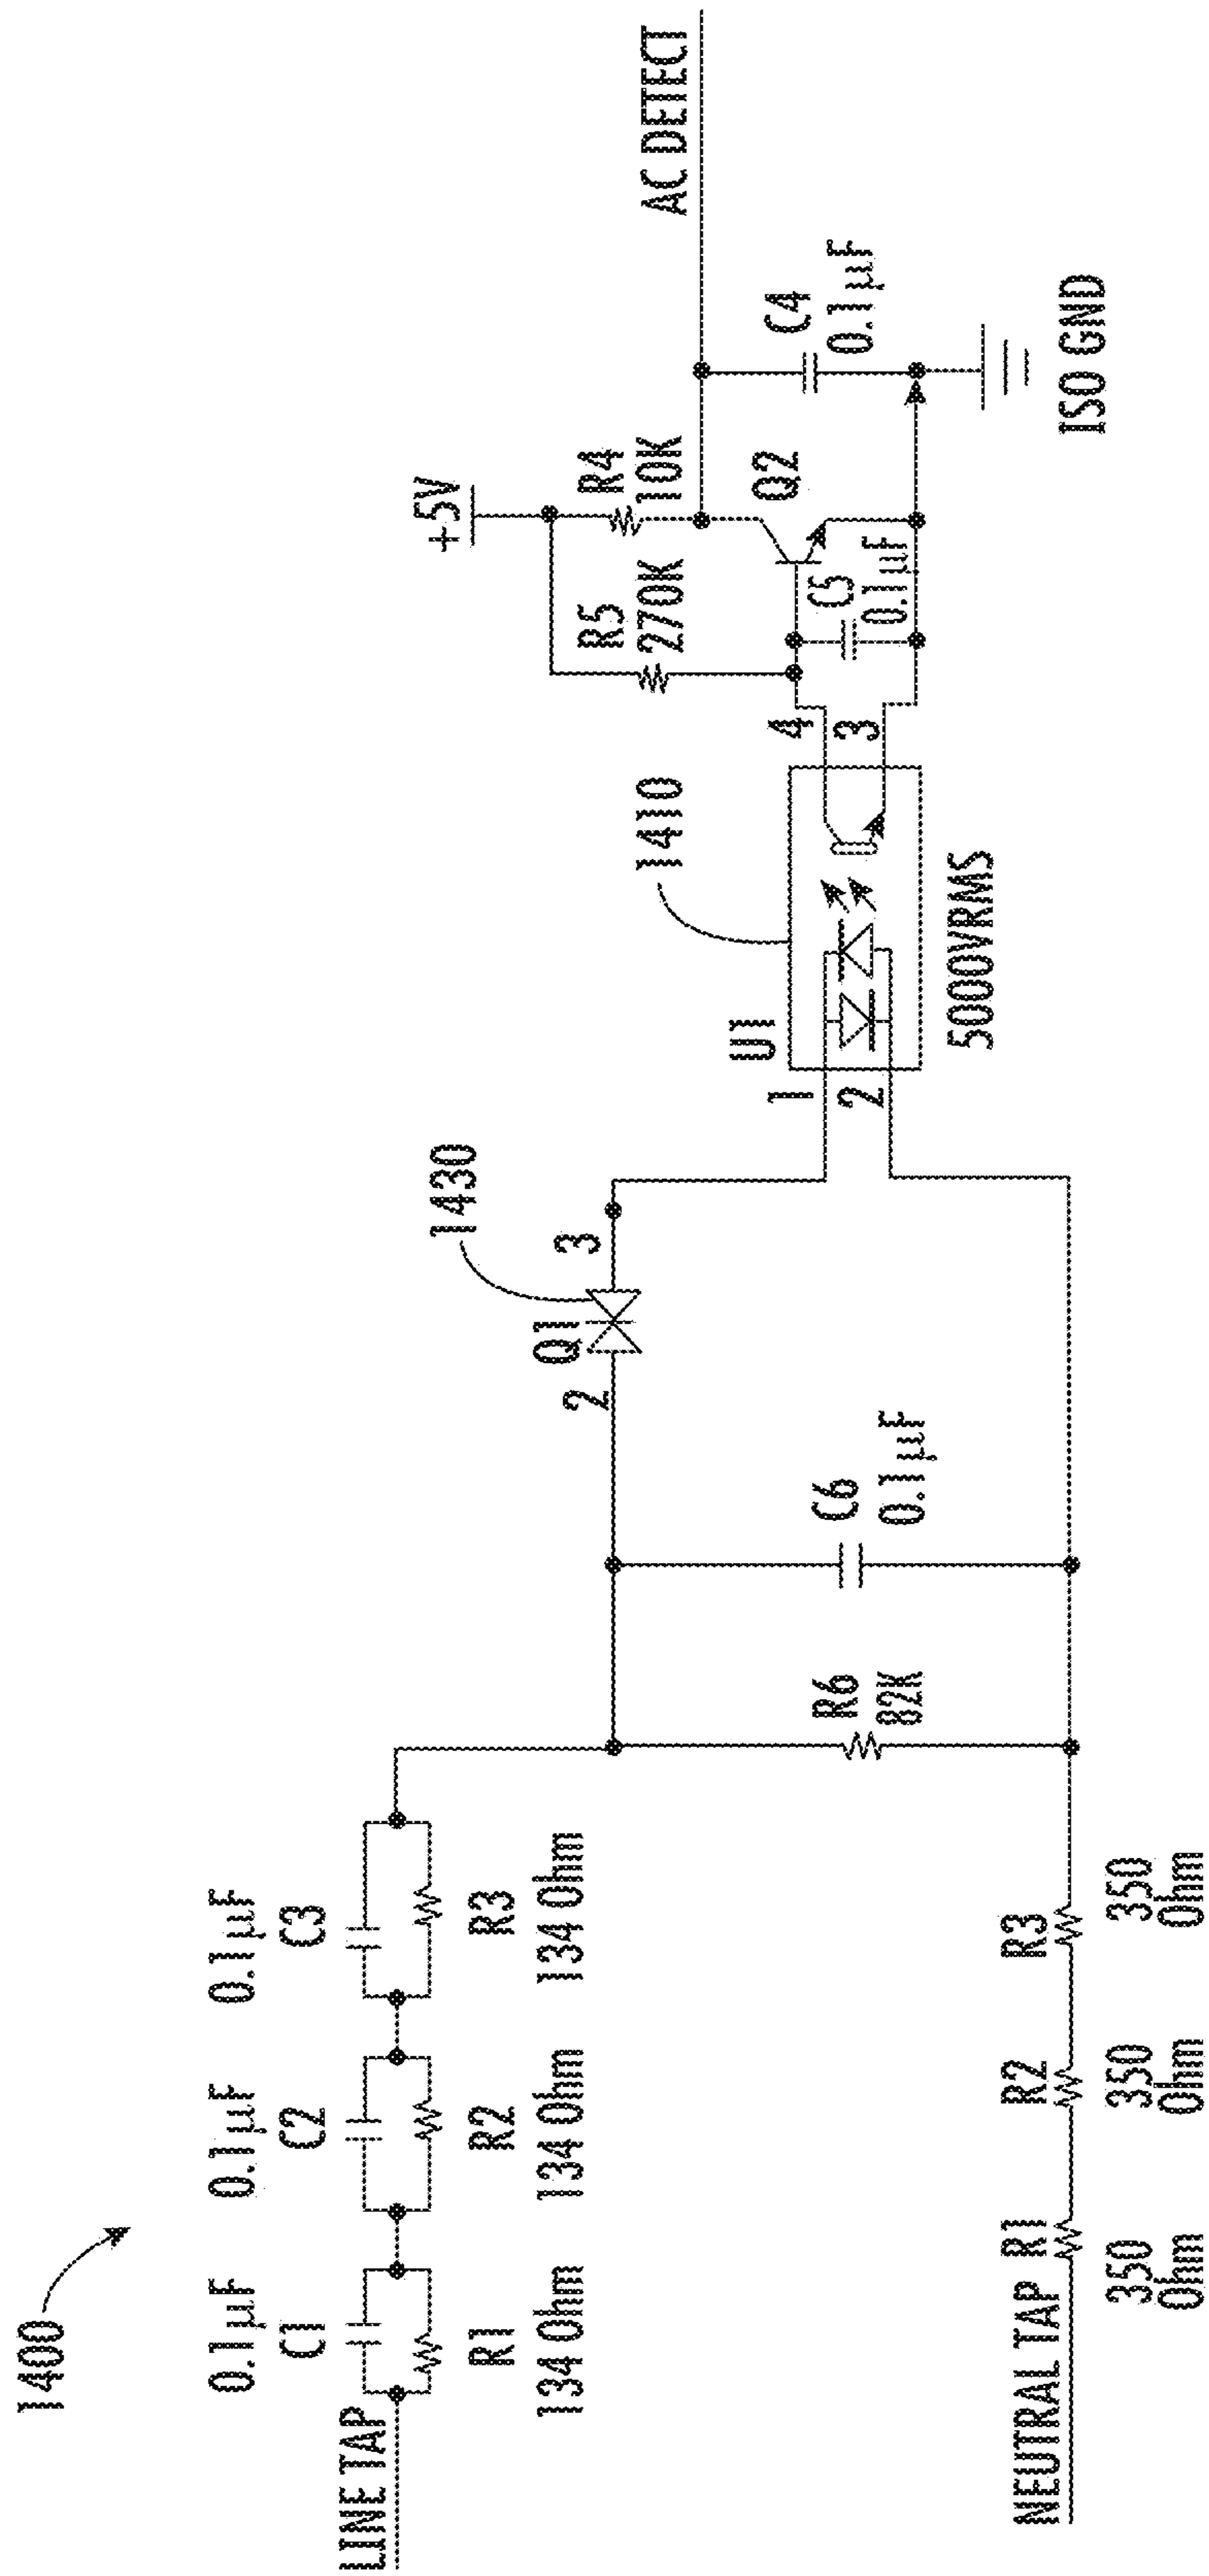 1400
LINE TAP
0.1µF
C1
R1
134 Ohm
0.1µF
C2
R2
134 Ohm
0.1µF
C3
R3
134 Ohm
NEUTRAL TAP
R1
350
Ohm
R2
350
Ohm
R3
350
Ohm
R6
82K
C6
0.1µF
2
Q1
3
1430
U1
1
2
5000VRMS
1410
4
3
R5
270K
+5V
R4
10K
C5
0.1µF
Q2
C4
0.1µF
ISO GND
AC DETECT